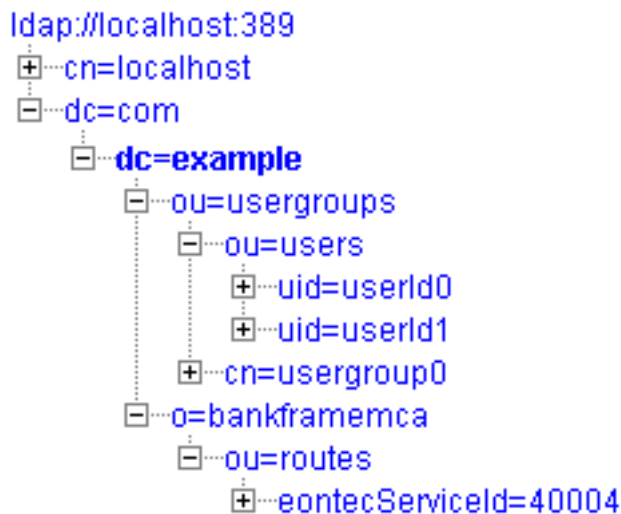 ldap://localhost:389
cn=localhost
dc=com
dc=example
ou=usergroups
ou=users
uid=userId0
uid=userId1
cn=usergroup0
o=bankframemca
ou=routes
eontecServiceId=40004